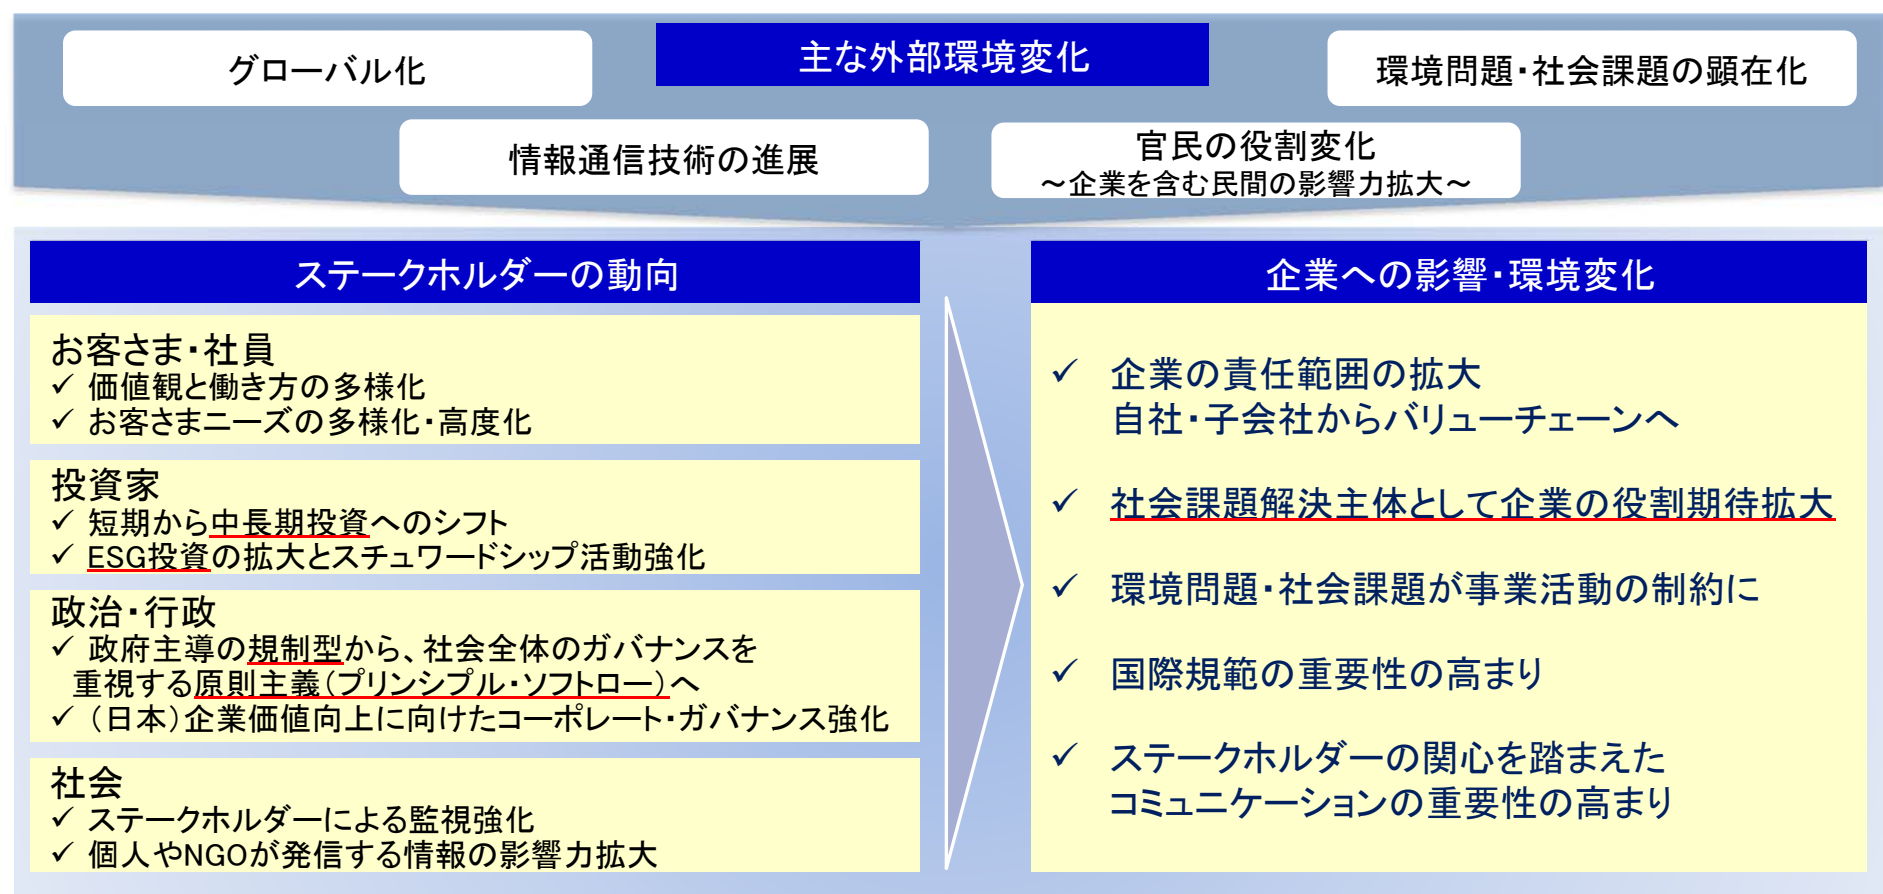 主な外部環境変化
グローバル化
環境問題・社会課題の顕在化
情報通信技術の進展
官民の役割変化
～企業を含む民間の影響力拡大～
ステークホルダーの動向
お客さま・社員
✓ 価値観と働き方の多様化
✓ お客さまニーズの多様化・高度化
投資家
✓ 短期から中長期投資へのシフト
✓ ESG投資の拡大とスチュワードシップ活動強化
政治・行政
✓ 政府主導の規制型から、社会全体のガバナンスを
重視する原則主義（プリンシプル・ソフトロー）へ
✓ （日本）企業価値向上に向けたコーポレート・ガバナンス強化
社会
✓ ステークホルダーによる監視強化
✓ 個人やNGOが発信する情報の影響力拡大
企業への影響・環境変化
✓ 企業の責任範囲の拡大
自社・子会社からバリューチェーンへ
✓ 社会課題解決主体として企業の役割期待拡大
✓ 環境問題・社会課題が事業活動の制約に
✓ 国際規範の重要性の高まり
✓ ステークホルダーの関心を踏まえた
コミュニケーションの重要性の高まり